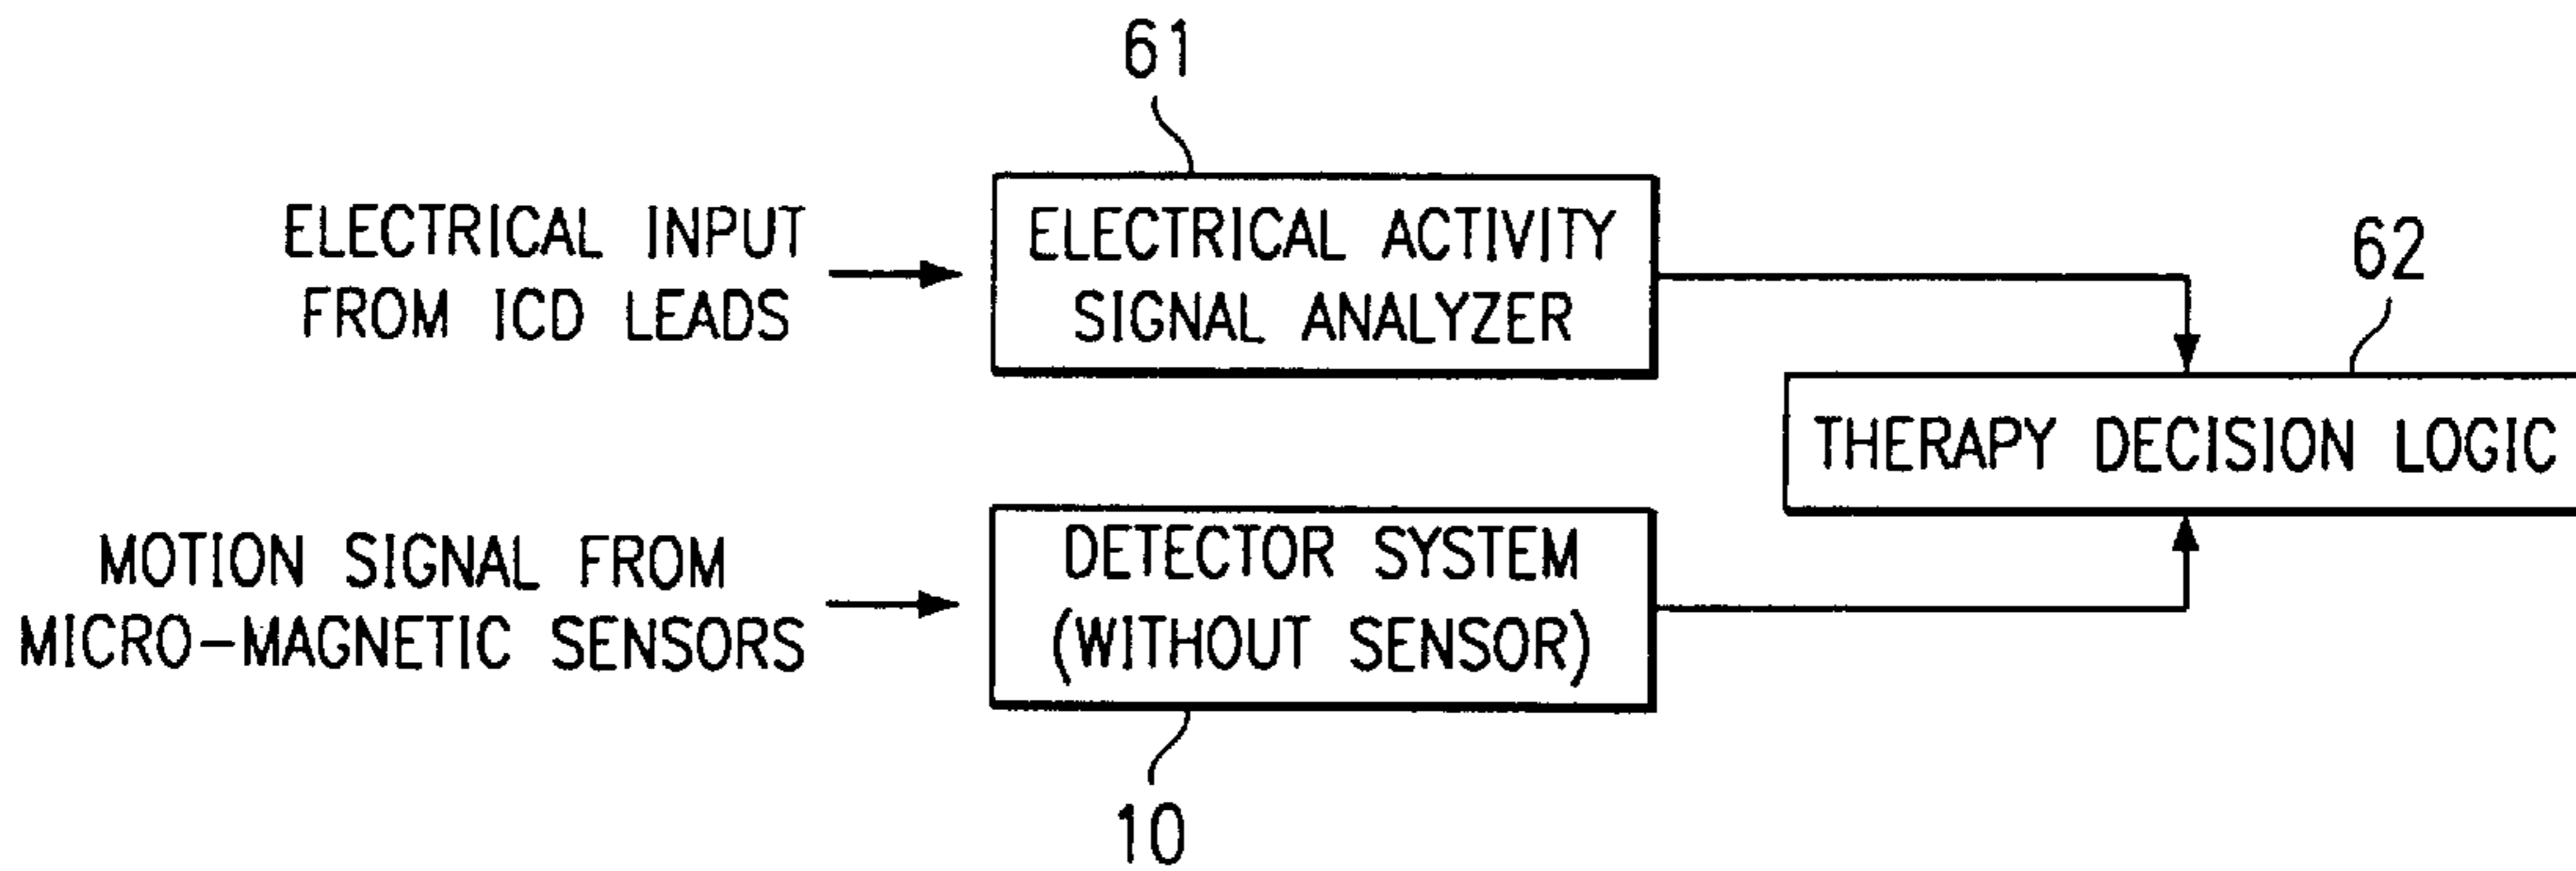 61
ELECTRICAL INPUT
FROM ICD LEADS
ELECTRICAL ACTIVITY
SIGNAL ANALYZER
62
THERAPY DECISION LOGIC
MOTION SIGNAL FROM
MICRO-MAGNETIC SENSORS
DETECTOR SYSTEM
(WITHOUT SENSOR)
10